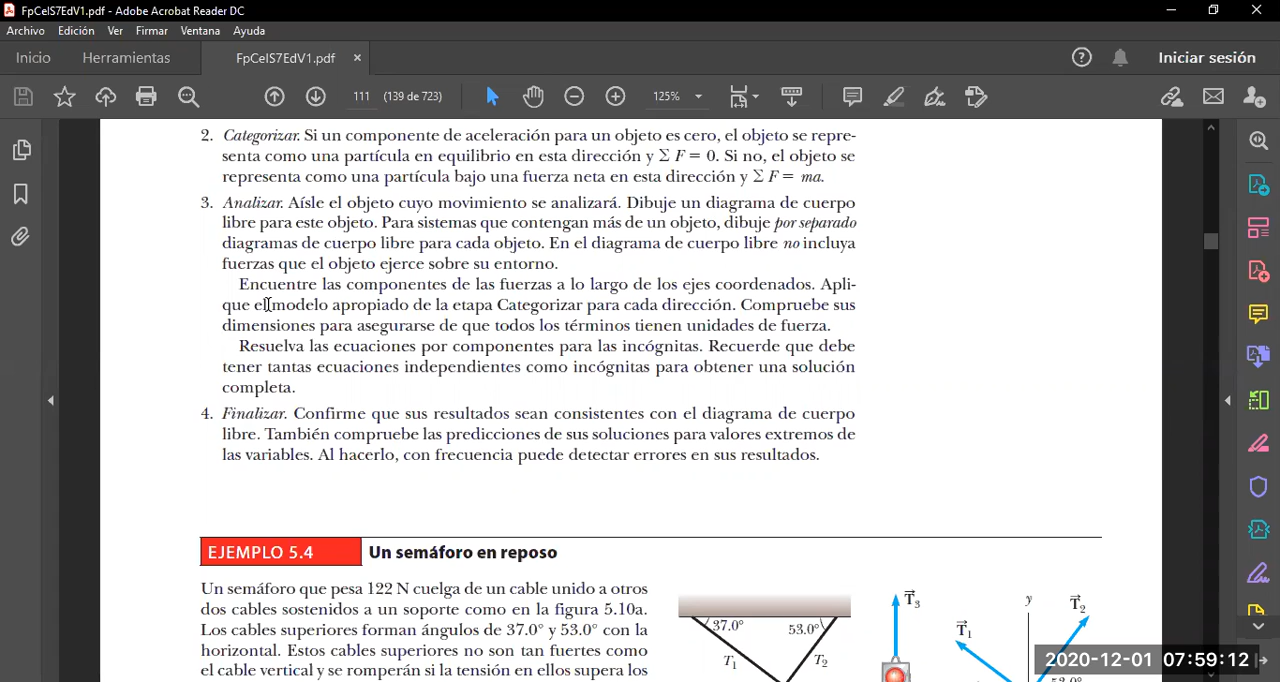 FpCeIS7EdV1.pdf - Adobe Acrobat Reader DC
Archivo Edición Ver Firmar Ventana Ayuda
Inicio Herramientas FpCeIS7EdV1.pdf × Iniciar sesión
111 (139 de 723) 125%
2. Categorizar. Si un componente de aceleración para un objeto es cero, el objeto se repre-
senta como una partícula en equilibrio en esta dirección y Σ F = 0. Si no, el objeto se
representa como una partícula bajo una fuerza neta en esta dirección y Σ F = ma.
3. Analizar. Aísle el objeto cuyo movimiento se analizará. Dibuje un diagrama de cuerpo
libre para este objeto. Para sistemas que contengan más de un objeto, dibuje por separado
diagramas de cuerpo libre para cada objeto. En el diagrama de cuerpo libre no incluya
fuerzas que el objeto ejerce sobre su entorno.
Encuentre las componentes de las fuerzas a lo largo de los ejes coordenados. Apli-
que el modelo apropiado de la etapa Categorizar para cada dirección. Compruebe sus
dimensiones para asegurarse de que todos los términos tienen unidades de fuerza.
Resuelva las ecuaciones por componentes para las incógnitas. Recuerde que debe
tener tantas ecuaciones independientes como incógnitas para obtener una solución
completa.
4. Finalizar. Confirme que sus resultados sean consistentes con el diagrama de cuerpo
libre. También compruebe las predicciones de sus soluciones para valores extremos de
las variables. Al hacerlo, con frecuencia puede detectar errores en sus resultados.
EJEMPLO 5.4 Un semáforo en reposo
Un semáforo que pesa 122 N cuelga de un cable unido a otros
dos cables sostenidos a un soporte como en la figura 5.10a.
Los cables superiores forman ángulos de 37.0° y 53.0° con la
horizontal. Estos cables superiores no son tan fuertes como
el cable vertical y se romperán si la tensión en ellos supera los
37.0° 53.0°
T₁ T₂
T⃗₃
y
T⃗₁ T⃗₂
53.0°
2020-12-01 07:59:12